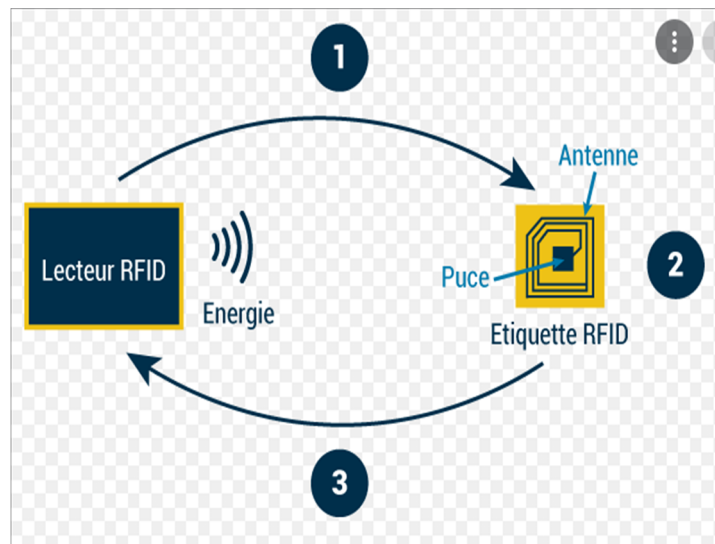 1
Antenne
Lecteur RFID
Puce
2
Energie
Etiquette RFID
3